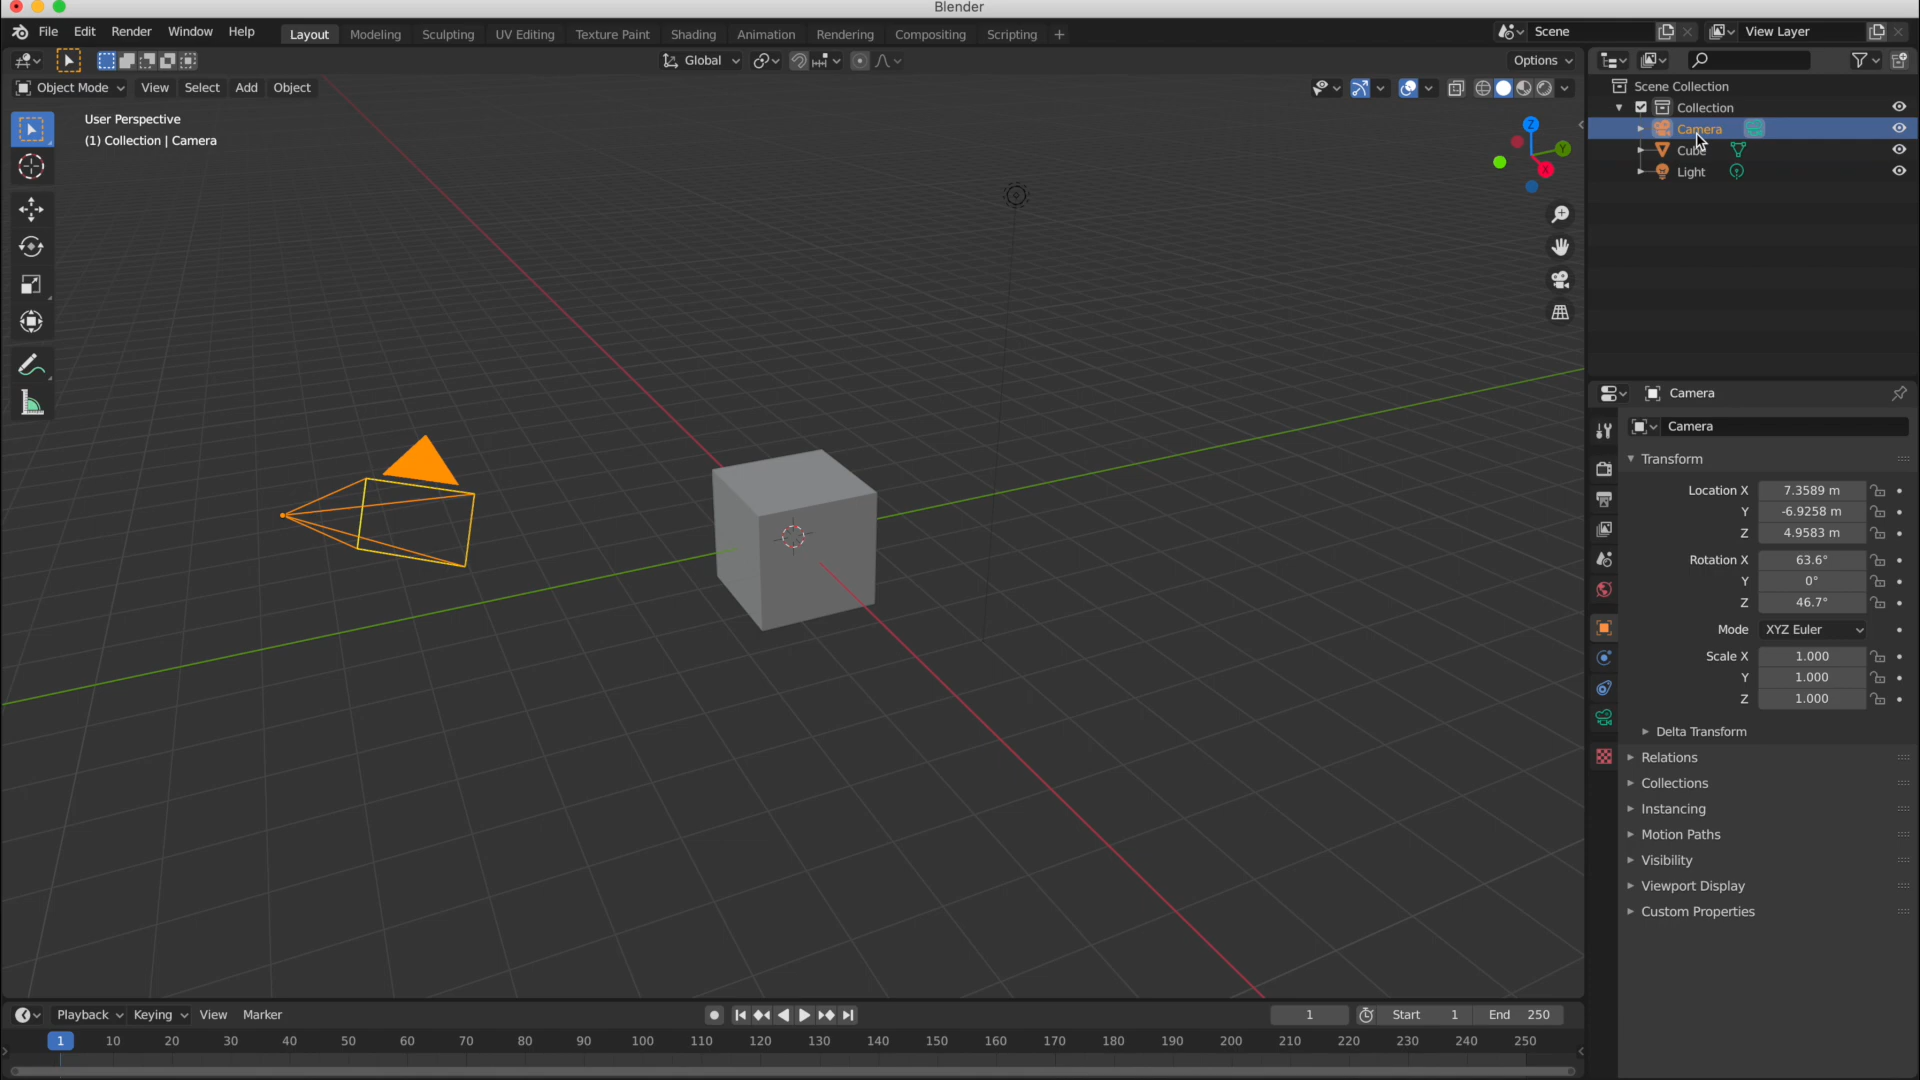 Blender
File Edit Render Window Help Layout Modeling Sculpting UV Editing Texture Paint Shading Animation Rendering Compositing Scripting + Scene View Layer
Global Options
Object Mode View Select Add Object
User Perspective
(1) Collection | Camera
Z
Y
X
Scene Collection
Collection
Camera
Cube
Light
Camera
Camera
Transform
Location X 7.3589 m
Y -6.9258 m
Z 4.9583 m
Rotation X 63.6°
Y 0°
Z 46.7°
Mode XYZ Euler
Scale X 1.000
Y 1.000
Z 1.000
Delta Transform
Relations
Collections
Instancing
Motion Paths
Visibility
Viewport Display
Custom Properties
Playback Keying View Marker 1 Start 1 End 250
1 10 20 30 40 50 60 70 80 90 100 110 120 130 140 150 160 170 180 190 200 210 220 230 240 250